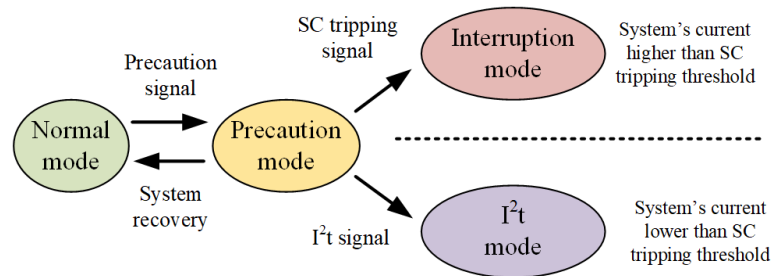 SC tripping
signal
Interruption
mode
System's current
higher than SC
tripping threshold
Precaution
signal
Normal
mode
Precaution
mode
System
recovery
I²t signal
I²t
mode
System's current
lower than SC
tripping threshold